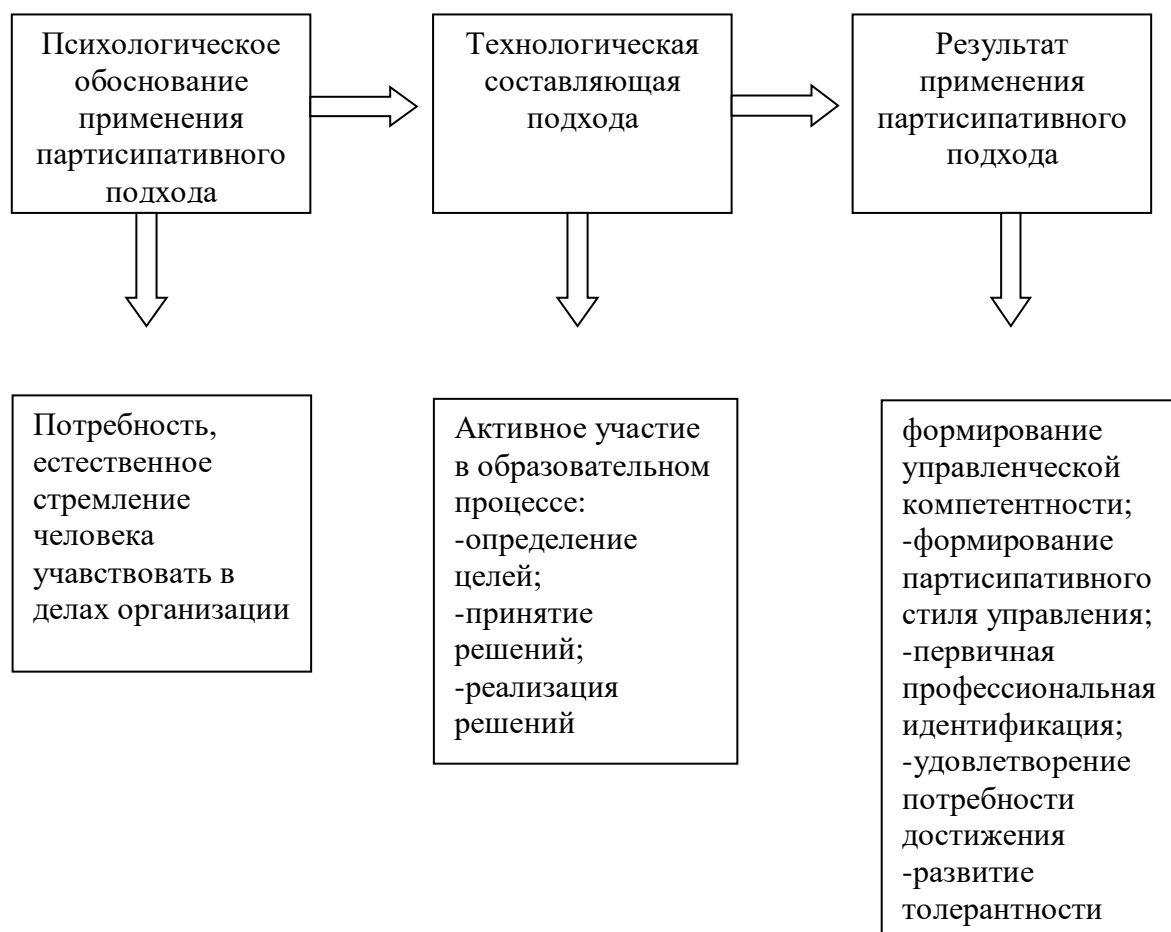 Психологическое
обоснование
применения
партисипативного
подхода
Технологическая
составляющая
подхода
Результат
применения
партисипативного
подхода
Потребность,
естественное
стремление
человека
учавствовать в
делах организации
Активное участие
в образовательном
процессе:
-определение
целей;
-принятие
решений;
-реализация
решений
формирование
управленческой
компетентности;
-формирование
партисипативного
стиля управления;
-первичная
профессиональная
идентификация;
-удовлетворение
потребности
достижения
-развитие
толерантности